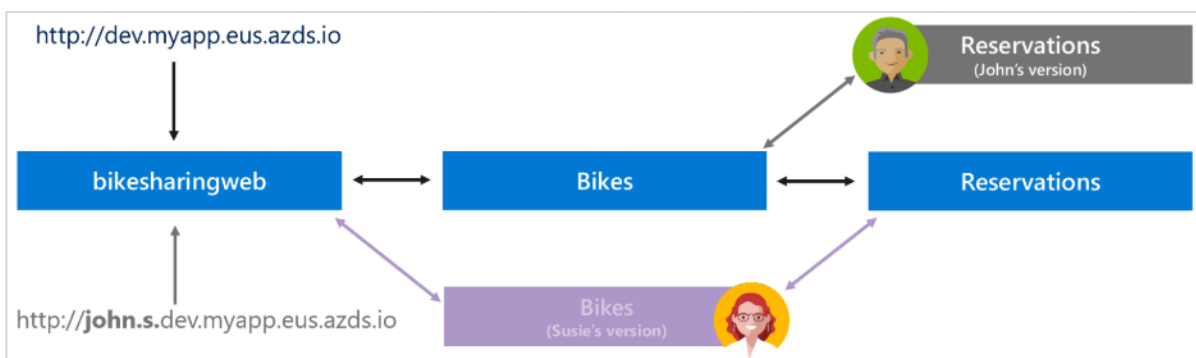 http://dev.myapp.eus.azds.io
Reservations
(John's version)
bikesharingweb
Bikes
Reservations
http://john.s.dev.myapp.eus.azds.io
Bikes
(Susie's version)